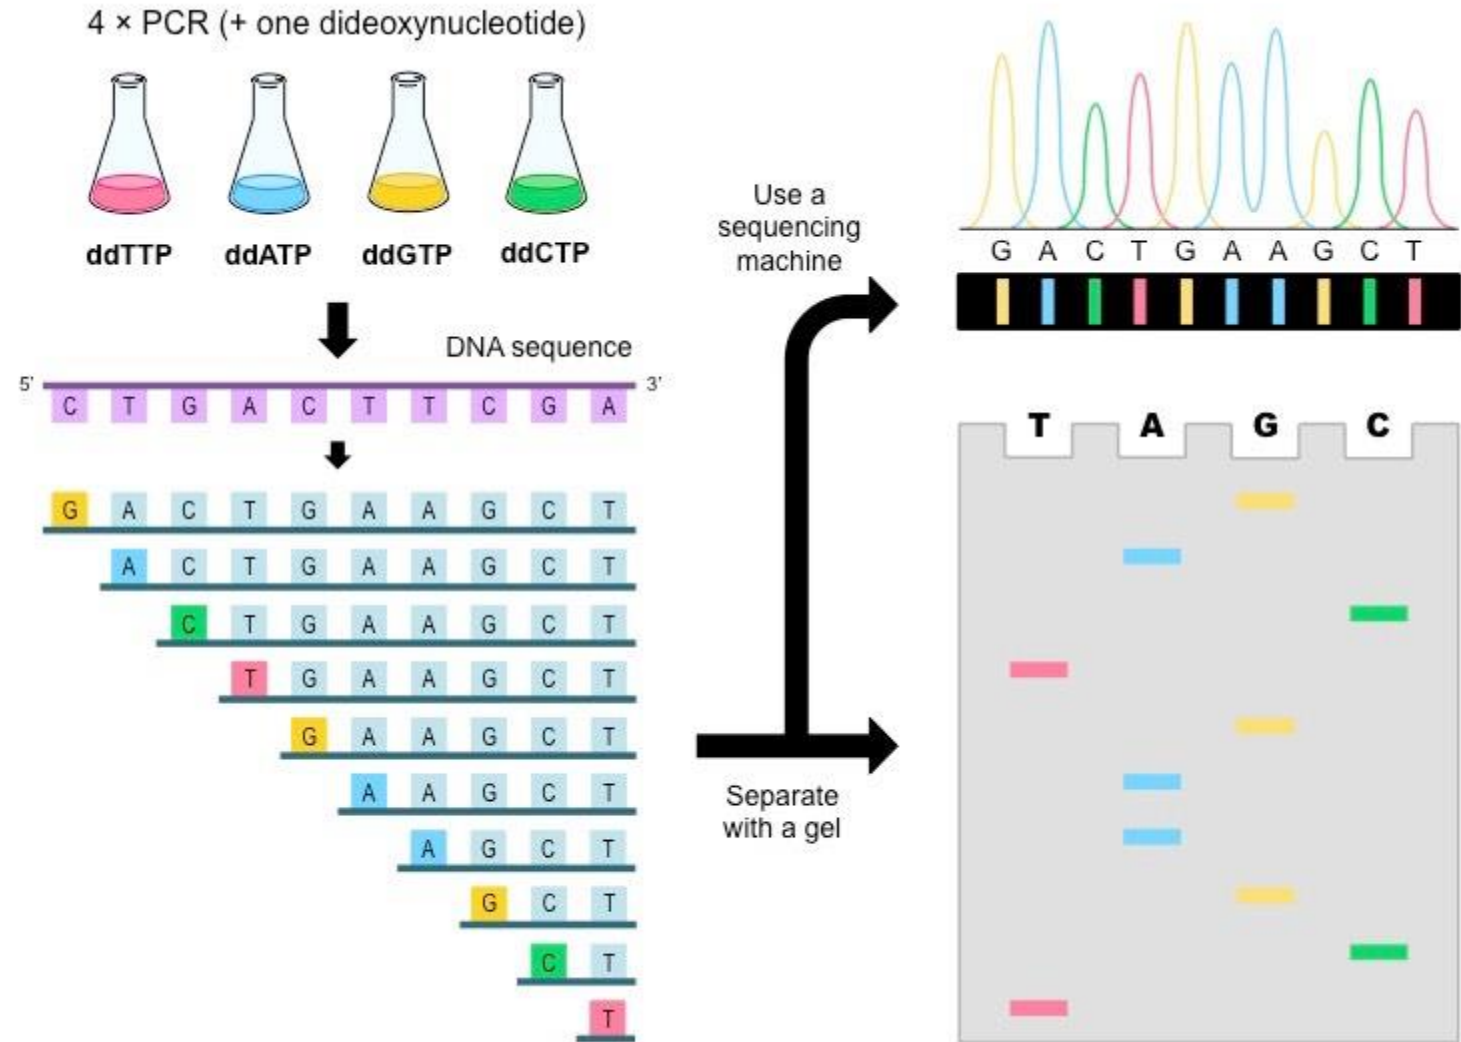 4 × PCR (+ one dideoxynucleotide)
ddTTP ddATP ddGTP ddCTP
DNA sequence
5’ 3’
C T G A C T T C G A
G A C T G A A G C T
A C T G A A G C T
C T G A A G C T
T G A A G C T
G A A G C T
A A G C T
A G C T
G C T
C T
T
Use a
sequencing
machine
Separate
with a gel
G A C T G A A G C T
T A G C